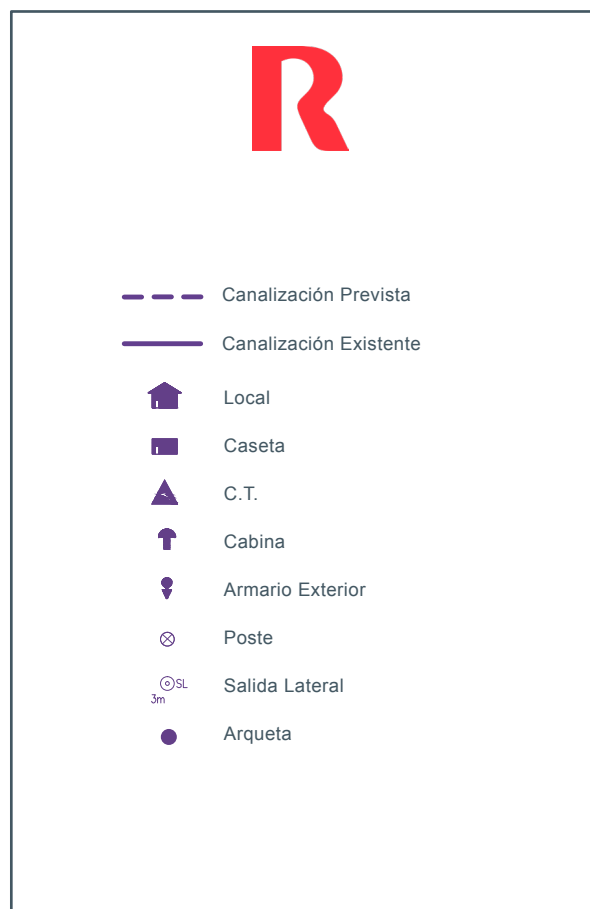 R
Canalización Prevista
Canalización Existente
Local
Caseta
C.T.
Cabina
Armario Exterior
Poste
SL
3m
Salida Lateral
Arqueta